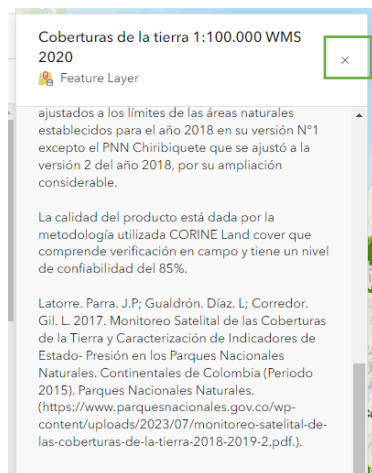 Coberturas de la tierra 1:100.000 WMS
2020
Feature Layer
ajustados a los límites de las áreas naturales
establecidos para el año 2018 en su versión N°1
excepto el PNN Chiribiquete que se ajustó a la
versión 2 del año 2018, por su ampliación
considerable.
La calidad del producto está dada por la
metodología utilizada CORINE Land cover que
comprende verificación en campo y tiene un nivel
de confiabilidad del 85%.
Latorre. Parra. J.P; Gualdrón. Díaz. L; Corredor.
Gil. L. 2017. Monitoreo Satelital de las Coberturas
de la Tierra y Caracterización de Indicadores de
Estado- Presión en los Parques Nacionales
Naturales. Continentales de Colombia (Periodo
2015). Parques Nacionales Naturales.
(https://www.parquesnacionales.gov.co/wp-
content/uploads/2023/07/monitoreo-satelital-de-
las-coberturas-de-la-tierra-2018-2019-2.pdf.).